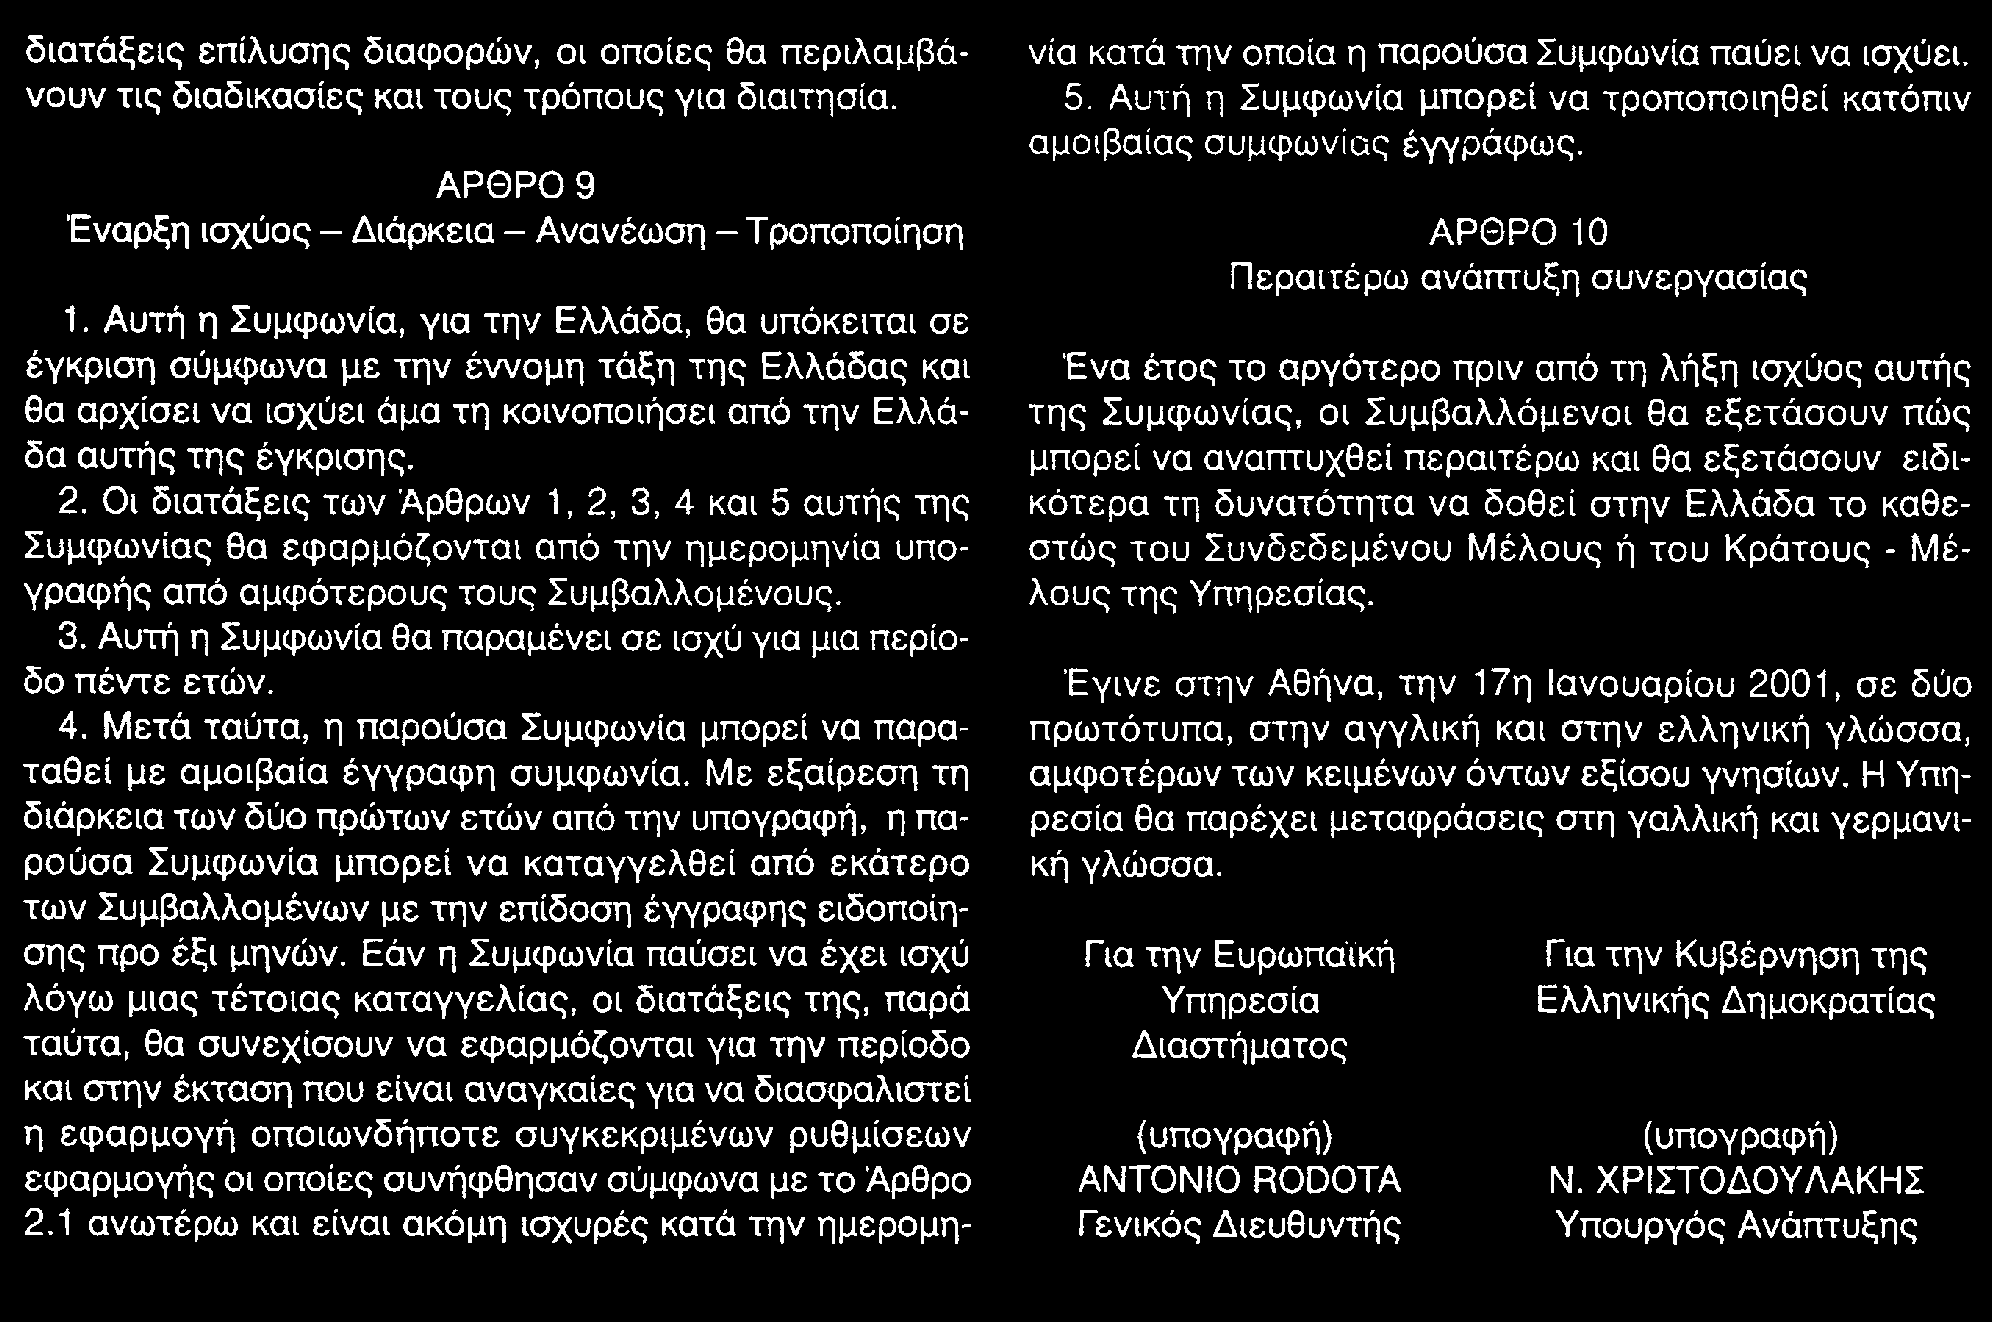 διατάξεις επίλυσης διαφορών, οι οποίες θα περιλαμβά-
νουν τις διαδικασίες και τους τρόπους για διαιτησία.
ΑΡΘΡΟ 9
Έναρξη ισχύος – Διάρκεια – Ανανέωση – Τροποποίηση
1. Αυτή η Συμφωνία, για την Ελλάδα, θα υπόκειται σε
έγκριση σύμφωνα με την έννομη τάξη της Ελλάδας και
θα αρχίσει να ισχύει άμα τη κοινοποιήσει από την Ελλά-
δα αυτής της έγκρισης.
2. Οι διατάξεις των Άρθρων 1, 2, 3, 4 και 5 αυτής της
Συμφωνίας θα εφαρμόζονται από την ημερομηνία υπο-
γραφής από αμφότερους τους Συμβαλλομένους.
3. Αυτή η Συμφωνία θα παραμένει σε ισχύ για μια περίο-
δο πέντε ετών.
4. Μετά ταύτα, η παρούσα Συμφωνία μπορεί να παρα-
ταθεί με αμοιβαία έγγραφη συμφωνία. Με εξαίρεση τη
διάρκεια των δύο πρώτων ετών από την υπογραφή, η πα-
ρούσα Συμφωνία μπορεί να καταγγελθεί από εκάτερο
των Συμβαλλομένων με την επίδοση έγγραφης ειδοποίη-
σης προ έξι μηνών. Εάν η Συμφωνία παύσει να έχει ισχύ
λόγω μιας τέτοιας καταγγελίας, οι διατάξεις της, παρά
ταύτα, θα συνεχίσουν να εφαρμόζονται για την περίοδο
και στην έκταση που είναι αναγκαίες για να διασφαλιστεί
η εφαρμογή οποιωνδήποτε συγκεκριμένων ρυθμίσεων
εφαρμογής οι οποίες συνήφθησαν σύμφωνα με το Άρθρο
2.1 ανωτέρω και είναι ακόμη ισχυρές κατά την ημερομη-
νία κατά την οποία η παρούσα Συμφωνία παύει να ισχύει.
5. Αυτή η Συμφωνία μπορεί να τροποποιηθεί κατόπιν
αμοιβαίας συμφωνίας έγγράφως.
ΑΡΘΡΟ 10
Περαιτέρω ανάπτυξη συνεργασίας
Ένα έτος το αργότερο πριν από τη λήξη ισχύος αυτής
της Συμφωνίας, οι Συμβαλλόμενοι θα εξετάσουν πώς
μπορεί να αναπτυχθεί περαιτέρω και θα εξετάσουν ειδι-
κότερα τη δυνατότητα να δοθεί στην Ελλάδα το καθε-
στώς του Συνδεδεμένου Μέλους ή του Κράτους - Μέ-
λους της Υπηρεσίας.
Έγινε στην Αθήνα, την 17η Ιανουαρίου 2001, σε δύο
πρωτότυπα, στην αγγλική και στην ελληνική γλώσσα,
αμφοτέρων των κειμένων όντων εξίσου γνησίων. Η Υπη-
ρεσία θα παρέχει μεταφράσεις στη γαλλική και γερμανι-
κή γλώσσα.
Για την Ευρωπαϊκή
Υπηρεσία
Διαστήματος
(υπογραφή)
ANTONIO RODOTA
Γενικός Διευθυντής
Για την Κυβέρνηση της
Ελληνικής Δημοκρατίας
(υπογραφή)
Ν. ΧΡΙΣΤΟΔΟΥΛΑΚΗΣ
Υπουργός Ανάπτυξης